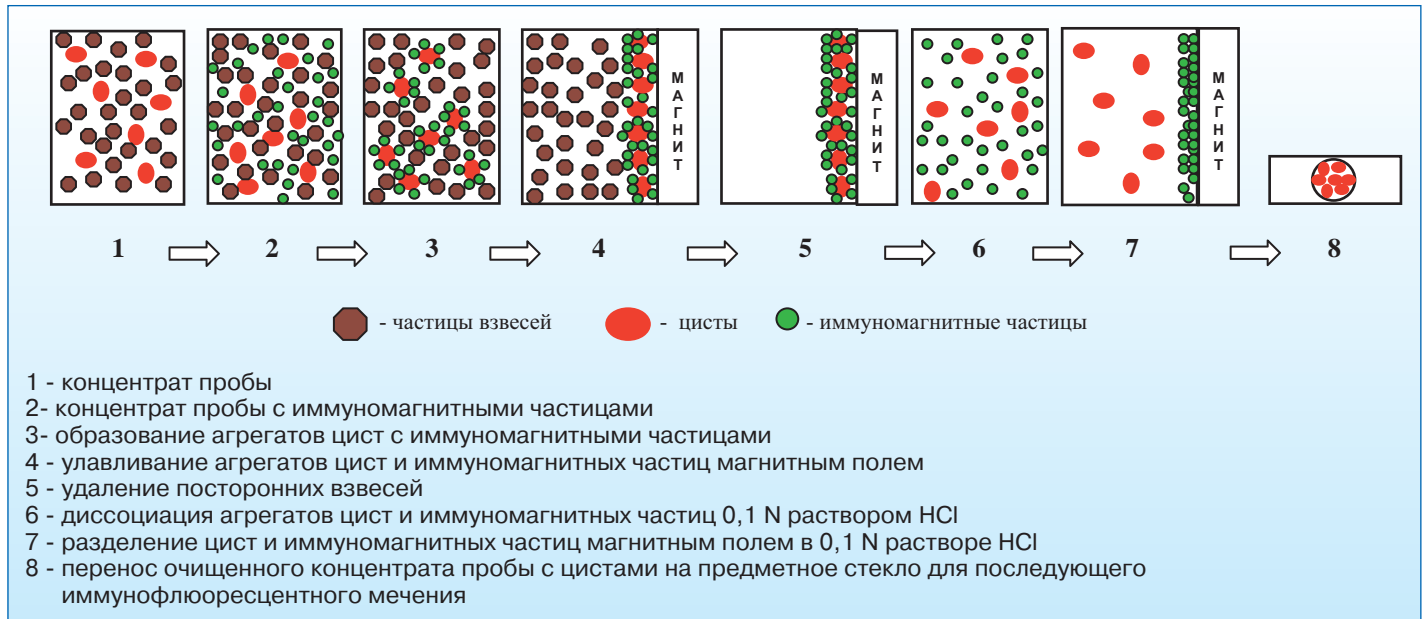 МАГНИТ
МАГНИТ
МАГНИТ
1 2 3 4 5 6 7 8
- частицы взвесей - цисты - иммуномагнитные частицы
1 - концентрат пробы
2- концентрат пробы с иммуномагнитными частицами
3- образование агрегатов цист с иммуномагнитными частицами
4 - улавливание агрегатов цист и иммуномагнитных частиц магнитным полем
5 - удаление посторонних взвесей
6 - диссоциация агрегатов цист и иммуномагнитных частиц 0,1 N раствором HCl
7 - разделение цист и иммуномагнитных частиц магнитным полем в 0,1 N растворе HCl
8 - перенос очищенного концентрата пробы с цистами на предметное стекло для последующего
иммунофлюоресцентного мечения